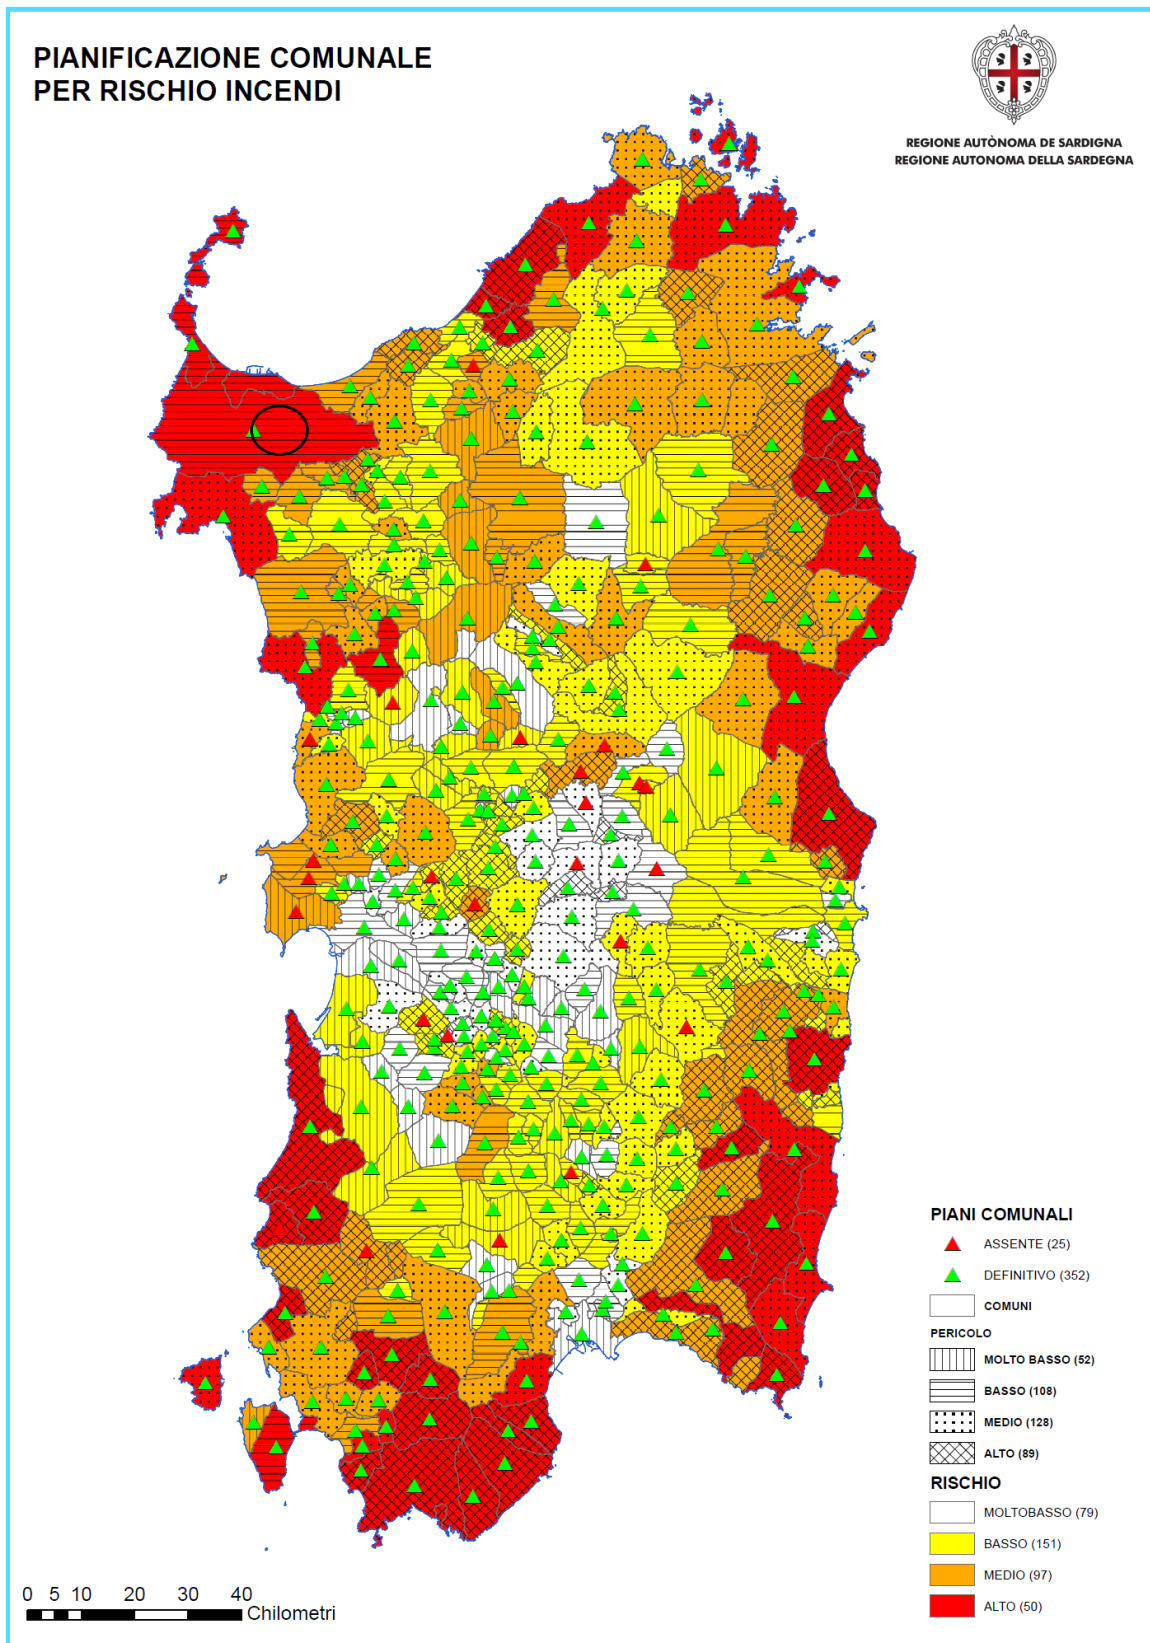 PIANIFICAZIONE COMUNALE
PER RISCHIO INCENDI
REGIONE AUTÒNOMA DE SARDIGNA
REGIONE AUTONOMA DELLA SARDEGNA
PIANI COMUNALI
ASSENTE (25)
DEFINITIVO (352)
COMUNI
PERICOLO
MOLTO BASSO (52)
BASSO (108)
MEDIO (128)
ALTO (89)
RISCHIO
MOLTOBASSO (79)
BASSO (151)
MEDIO (97)
ALTO (50)
0 5 10 20 30 40
Chilometri